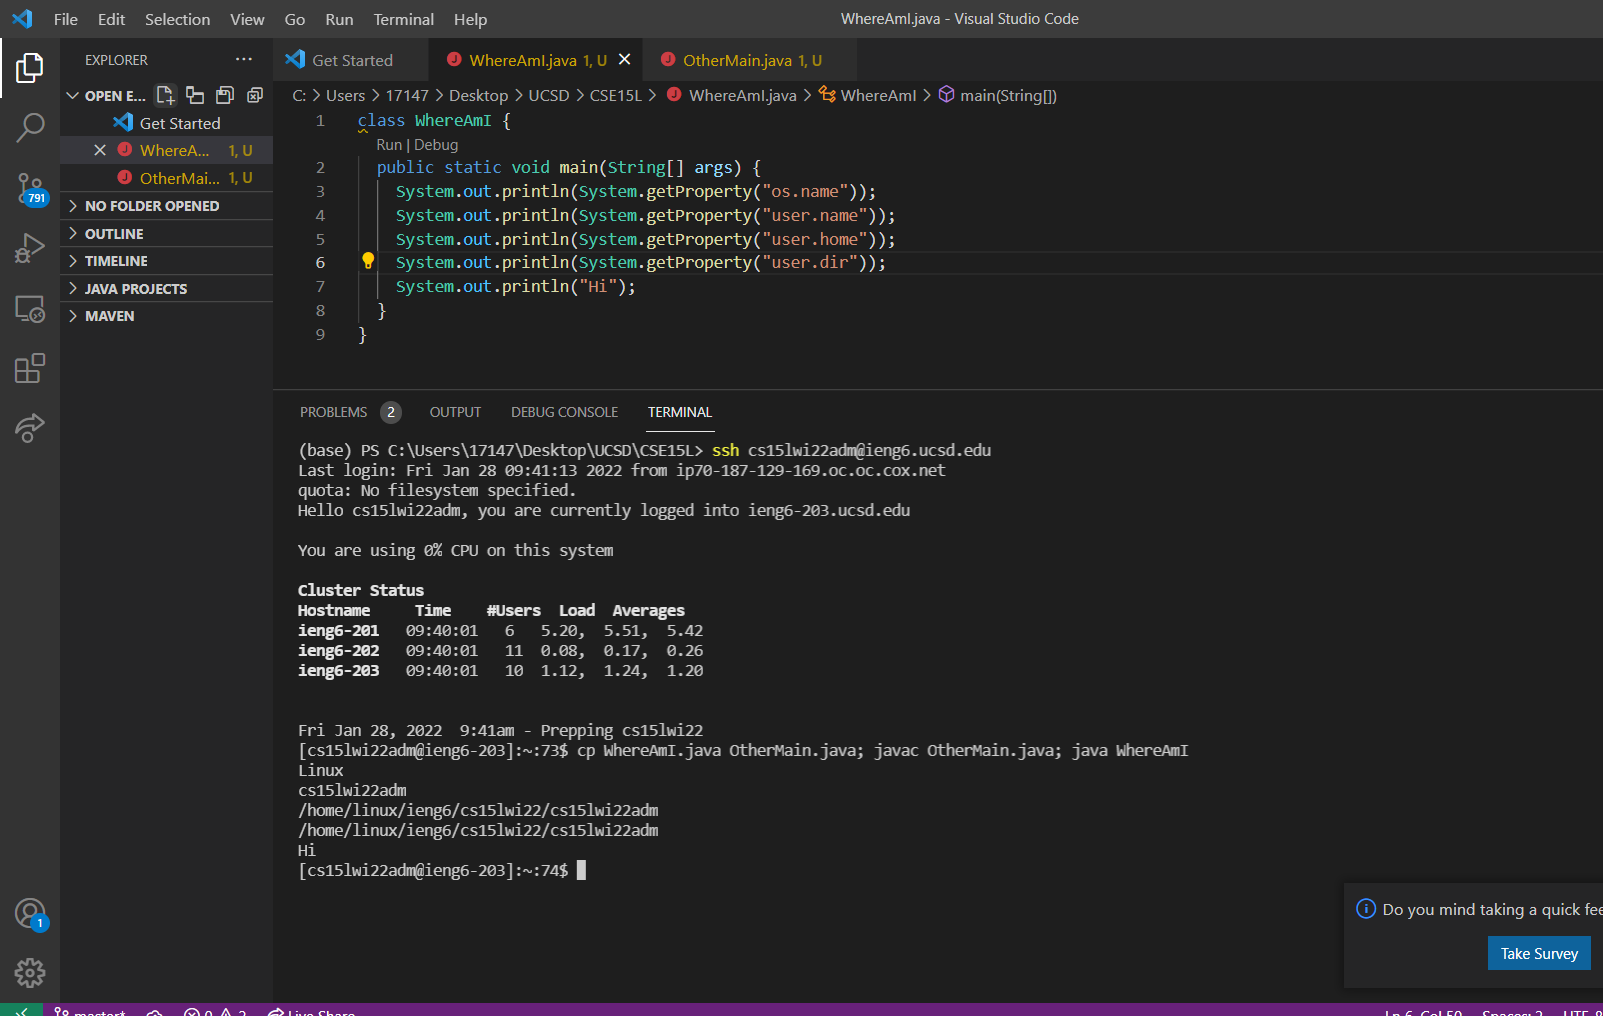 File Edit Selection View Go Run Terminal Help
WhereAmI.java - Visual Studio Code
EXPLORER
OPEN E...
Get Started
WhereA... 1, U
OtherMai... 1, U
NO FOLDER OPENED
OUTLINE
TIMELINE
JAVA PROJECTS
MAVEN
791
1
Get Started WhereAmI.java 1, U OtherMain.java 1, U
C: > Users > 17147 > Desktop > UCSD > CSE15L > WhereAmI.java > WhereAmI > main(String[])
1 class WhereAmI {
Run | Debug
2 public static void main(String[] args) {
3 System.out.println(System.getProperty("os.name"));
4 System.out.println(System.getProperty("user.name"));
5 System.out.println(System.getProperty("user.home"));
6 System.out.println(System.getProperty("user.dir"));
7 System.out.println("Hi");
8 }
9 }
PROBLEMS 2 OUTPUT DEBUG CONSOLE TERMINAL
(base) PS C:\Users\17147\Desktop\UCSD\CSE15L> ssh cs15lwi22adm@ieng6.ucsd.edu
Last login: Fri Jan 28 09:41:13 2022 from ip70-187-129-169.oc.oc.cox.net
quota: No filesystem specified.
Hello cs15lwi22adm, you are currently logged into ieng6-203.ucsd.edu
You are using 0% CPU on this system
Cluster Status
Hostname Time #Users Load Averages
ieng6-201 09:40:01 6 5.20, 5.51, 5.42
ieng6-202 09:40:01 11 0.08, 0.17, 0.26
ieng6-203 09:40:01 10 1.12, 1.24, 1.20
Fri Jan 28, 2022 9:41am - Prepping cs15lwi22
[cs15lwi22adm@ieng6-203]:~:73$ cp WhereAmI.java OtherMain.java; javac OtherMain.java; java WhereAmI
Linux
cs15lwi22adm
/home/linux/ieng6/cs15lwi22/cs15lwi22adm
/home/linux/ieng6/cs15lwi22/cs15lwi22adm
Hi
[cs15lwi22adm@ieng6-203]:~:74$
Do you mind taking a quick fee
Take Survey
master* 0 2 Live Share Ln 6, Col 50 Spaces: 2 UTF-8